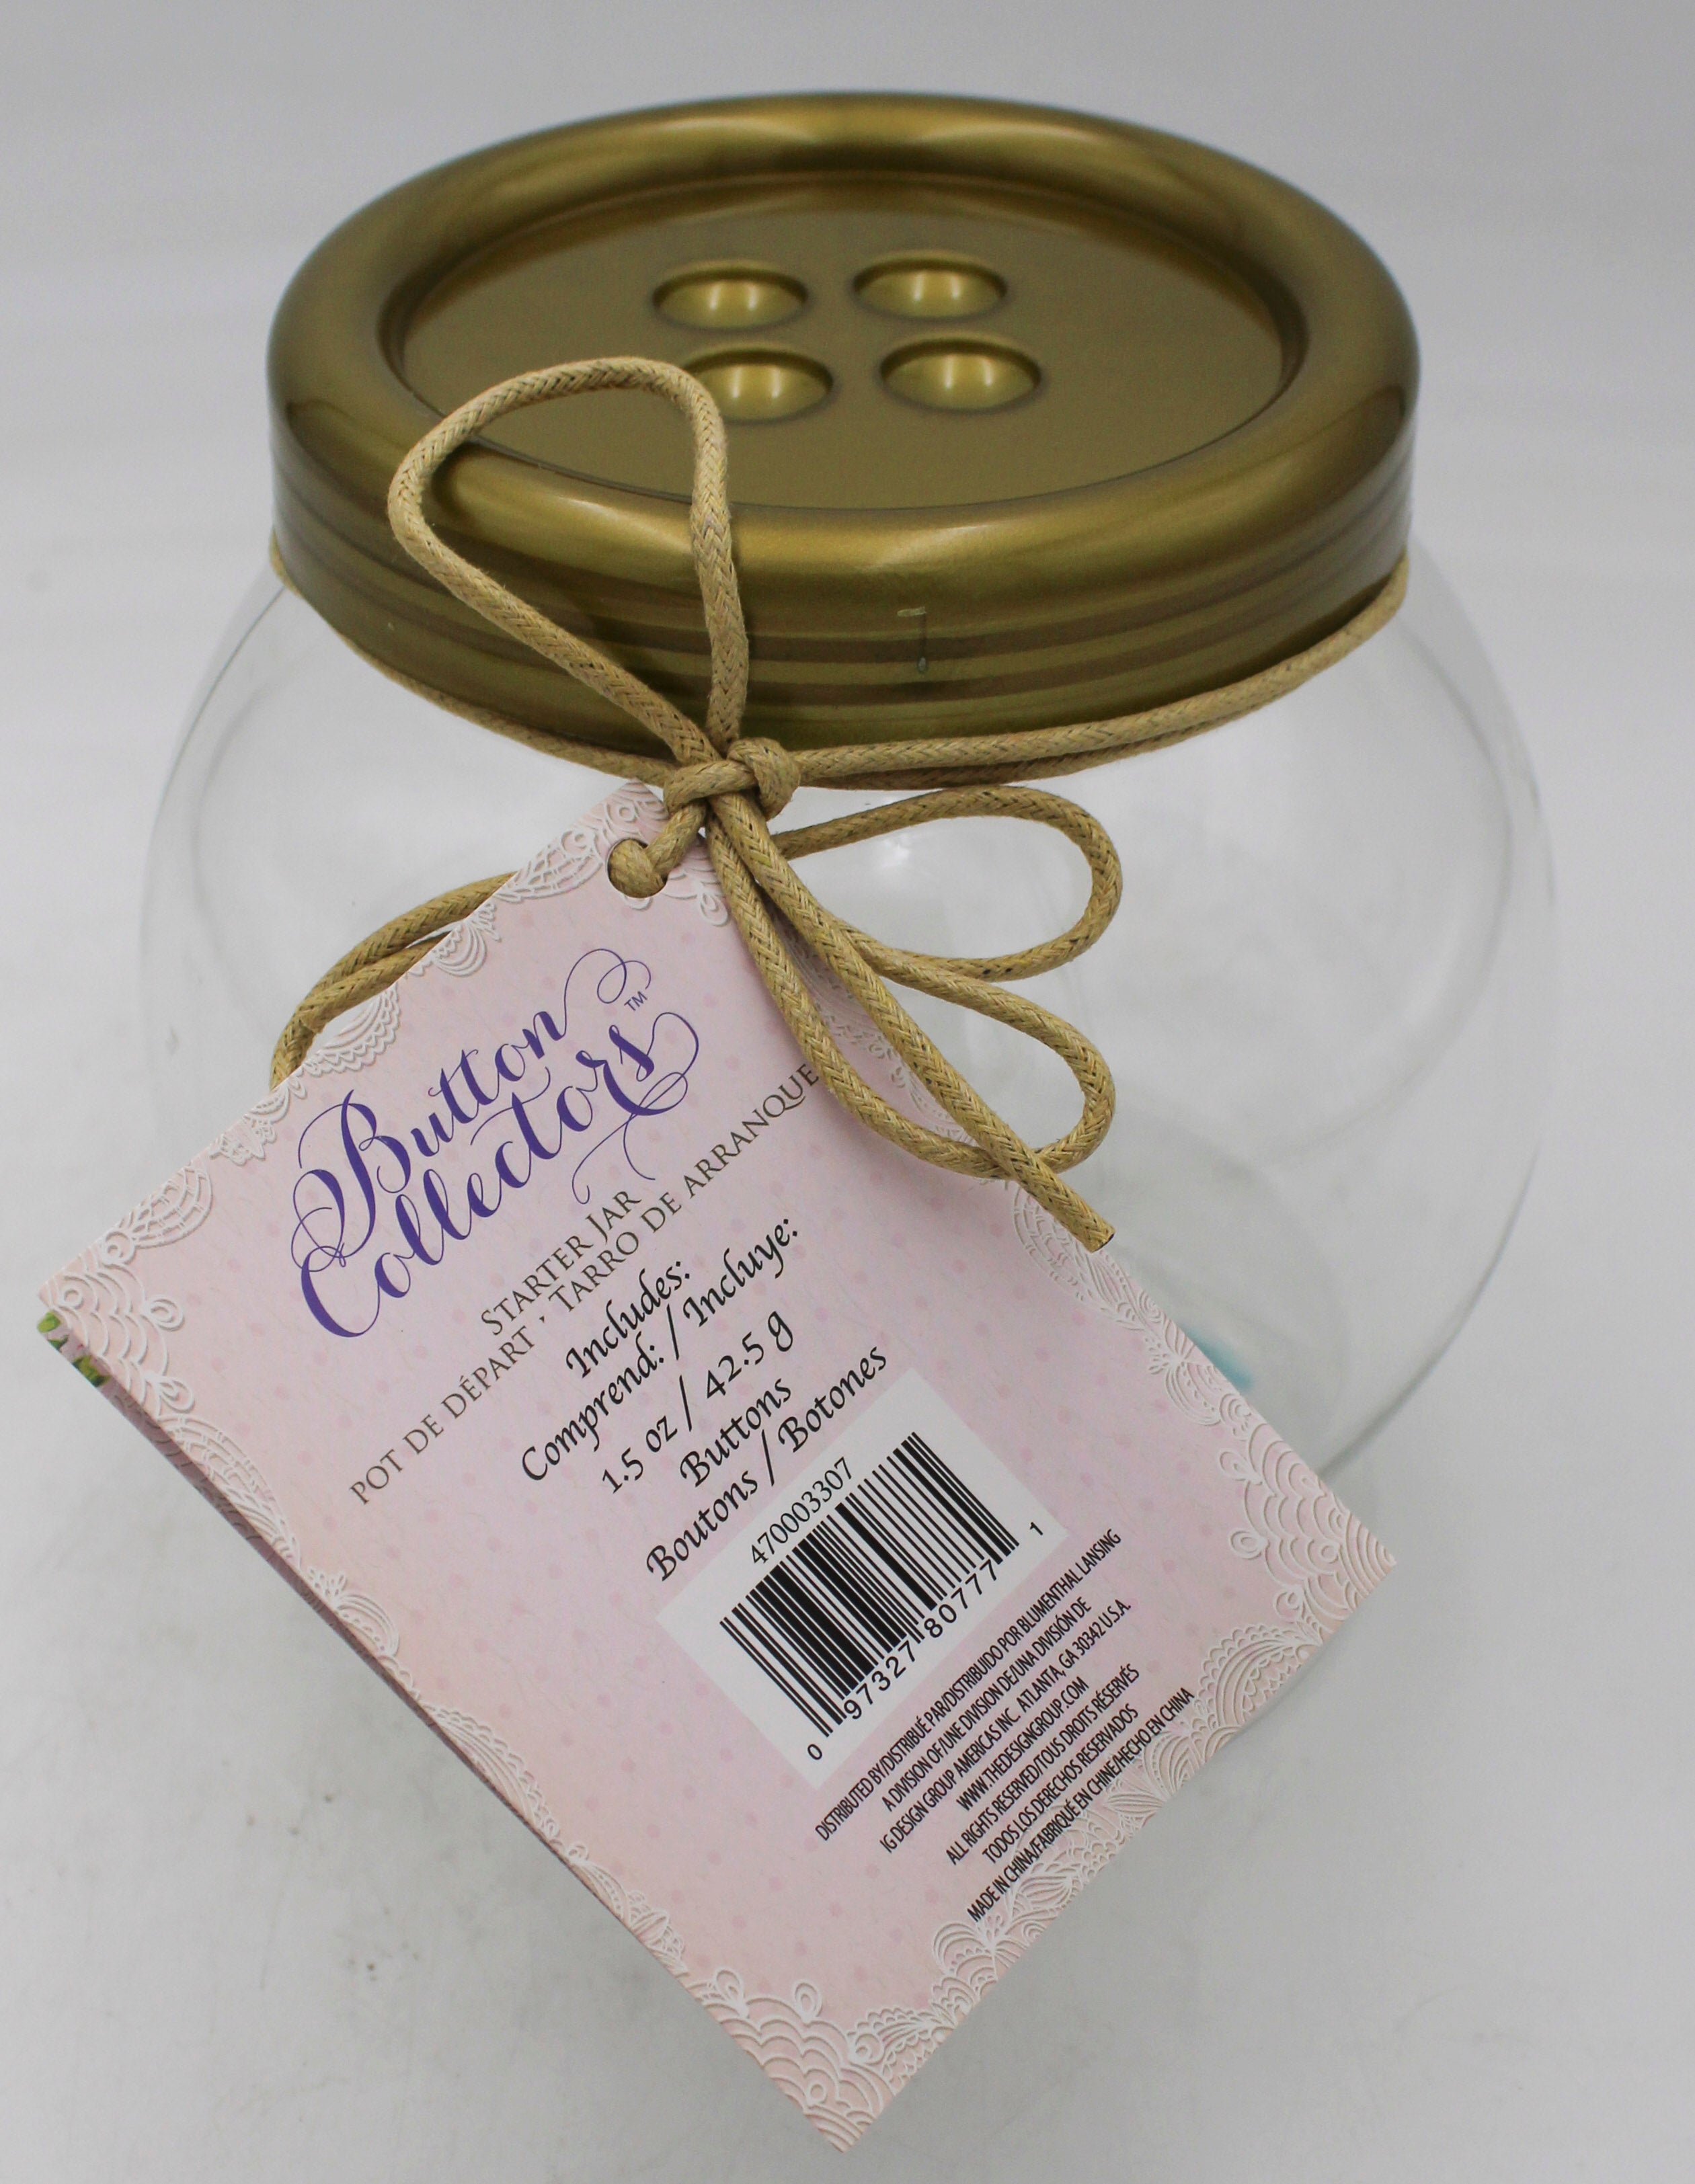 Button
Collectors™
STARTER JAR
POT DE DÉPART • TARRO DE ARRANQUE
Includes:
Comprend: / Incluye:
1.5 oz / 42.5 g
Buttons
Boutons / Botones
470003307
0 97327 80777 1
DISTRIBUTED BY/DISTRIBUÉ PAR/DISTRIBUIDO POR BLUMENTHAL LANSING
A DIVISION OF/UNE DIVISION DE/UNA DIVISIÓN DE
IG DESIGN GROUP AMERICAS INC. ATLANTA, GA 30342 U.S.A.
WWW.THEDESIGNGROUP.COM
ALL RIGHTS RESERVED/TOUS DROITS RÉSERVÉS
TODOS LOS DERECHOS RESERVADOS
MADE IN CHINA/FABRIQUÉ EN CHINE/HECHO EN CHINA